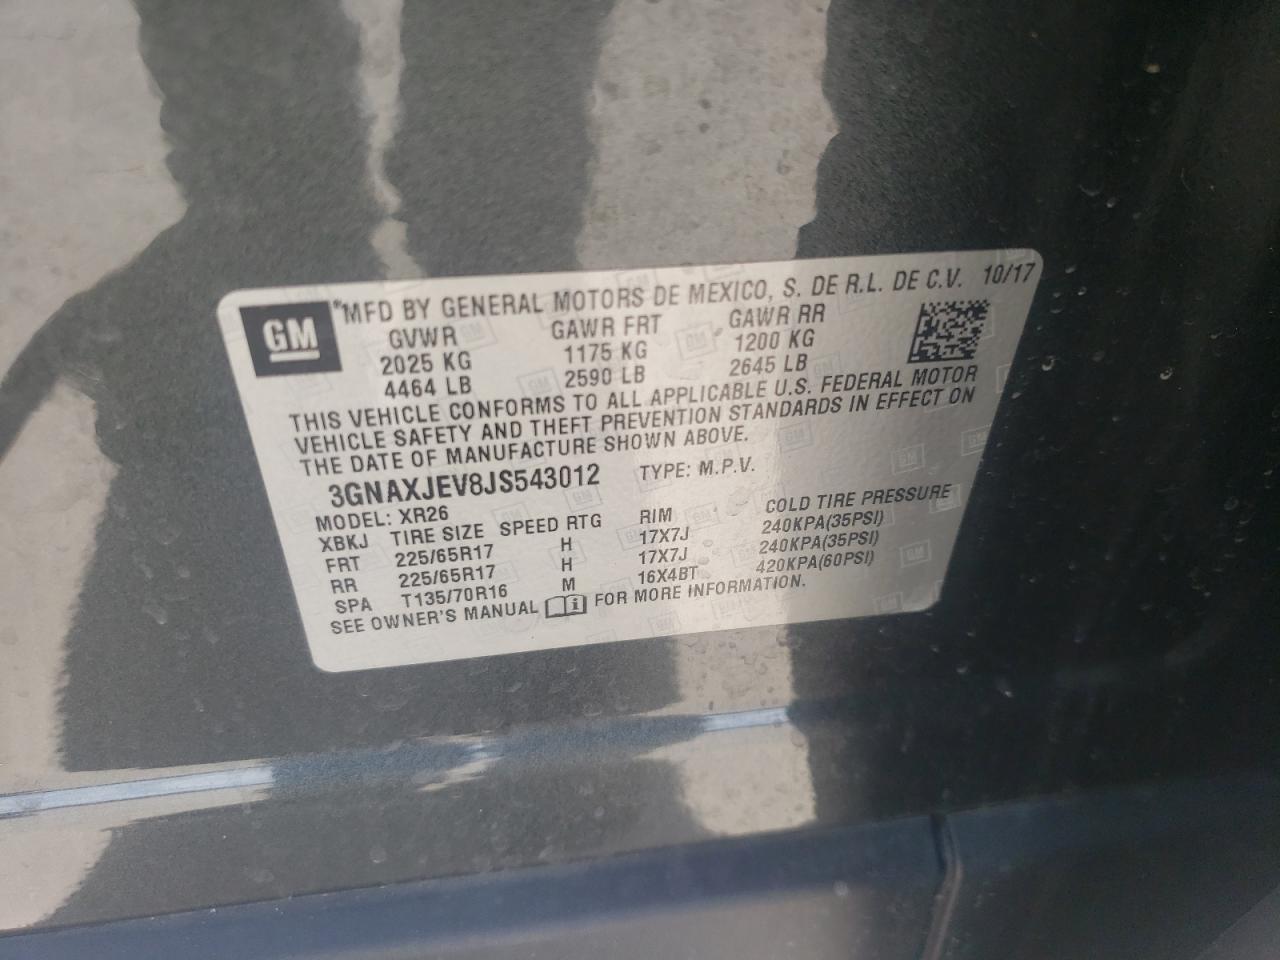 GM
*MFD BY GENERAL MOTORS DE MEXICO, S. DE R.L. DE C.V. 10/17
GVWR GAWR FRT GAWR RR
2025 KG 1175 KG 1200 KG
4464 LB 2590 LB 2645 LB
THIS VEHICLE CONFORMS TO ALL APPLICABLE U.S. FEDERAL MOTOR
VEHICLE SAFETY AND THEFT PREVENTION STANDARDS IN EFFECT ON
THE DATE OF MANUFACTURE SHOWN ABOVE.
3GNAXJEV8JS543012 TYPE: M.P.V.
MODEL: XR26
XBKJ TIRE SIZE SPEED RTG RIM COLD TIRE PRESSURE
FRT 225/65R17 H 17X7J 240KPA(35PSI)
RR 225/65R17 H 17X7J 240KPA(35PSI)
SPA T135/70R16 M 16X4BT 420KPA(60PSI)
SEE OWNER'S MANUAL FOR MORE INFORMATION.